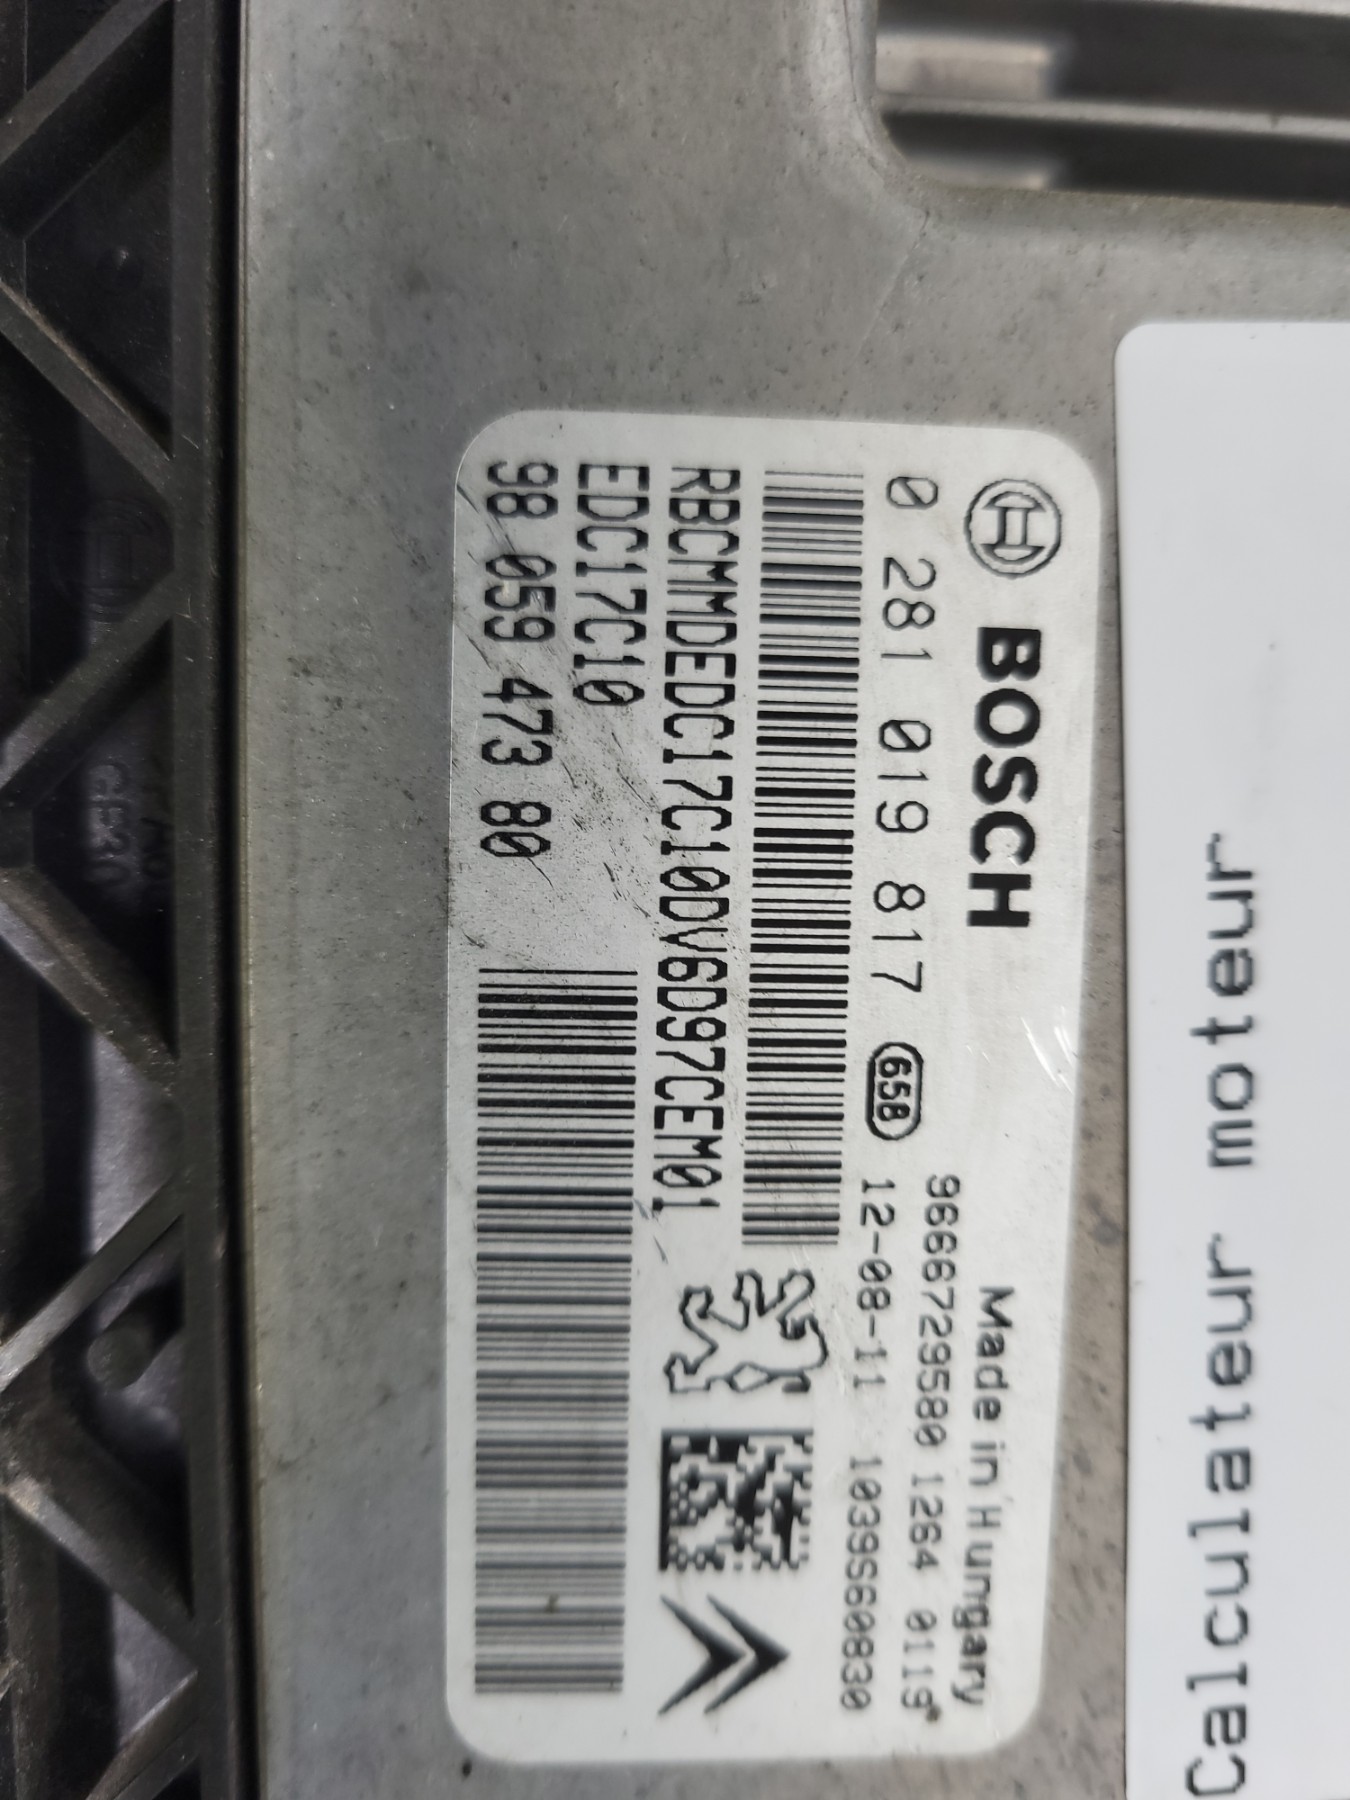 BOSCH
Made in Hungary
9666729580 1264 0119
0 281 019 817 65B 12-08-11 1039S60830
RBCMMDEDC17C10DV6D97CEM01
EDC17C10
98 059 473 80
Calculateur moteur